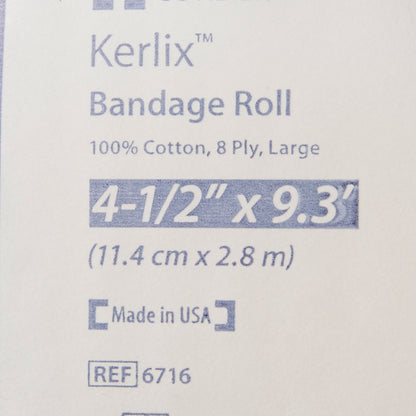 Kerlix™
Bandage Roll
100% Cotton, 8 Ply, Large
4-1/2" x 9.3'
(11.4 cm x 2.8 m)
Made in USA
REF 6716